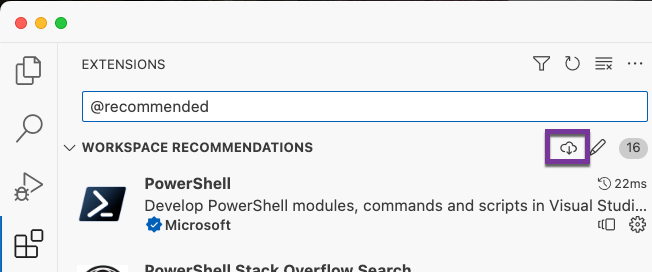 EXTENSIONS
@recommended
WORKSPACE RECOMMENDATIONS 16
PowerShell 22ms
Develop PowerShell modules, commands and scripts in Visual Studi...
Microsoft
PowerShell Stack Overflow Search